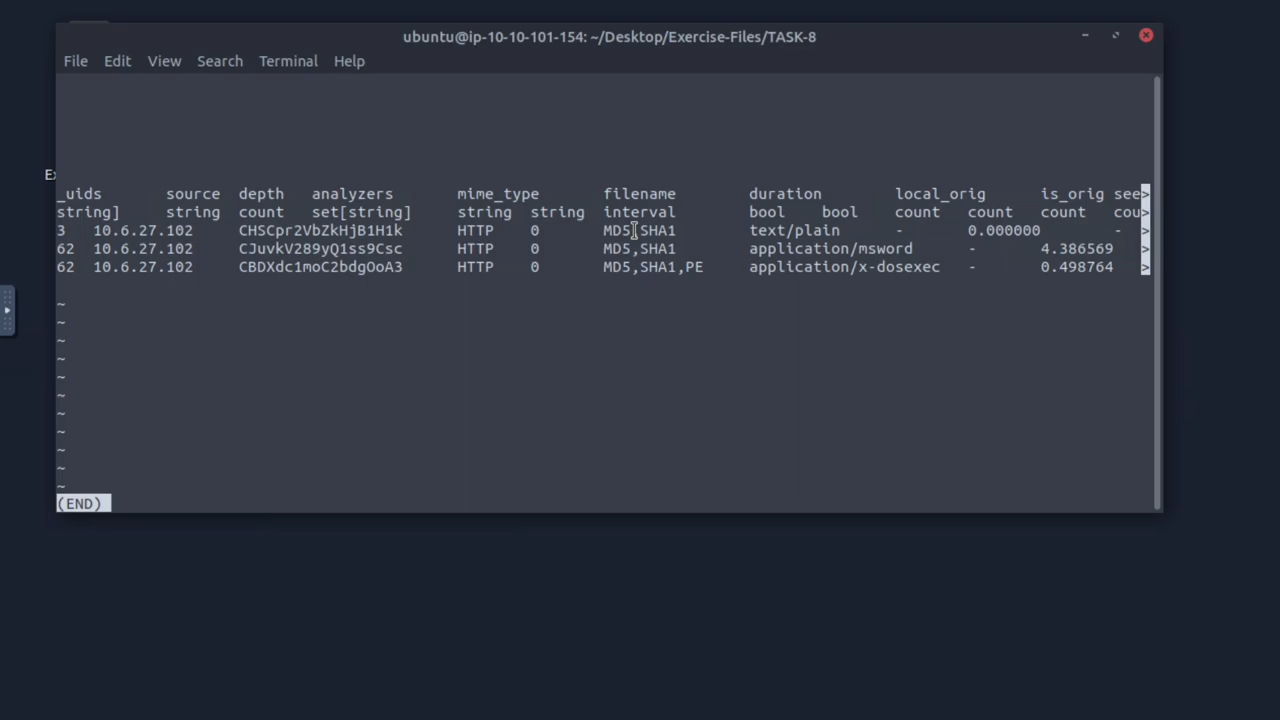 ubuntu@ip-10-10-101-154: ~/Desktop/Exercise-Files/TASK-8
File Edit View Search Terminal Help
Ex
_uids source depth analyzers mime_type filename duration local_orig is_orig see>
string] string count set[string] string string interval bool bool count count count cou>
3 10.6.27.102 CHSCpr2VbZkHjB1H1k HTTP 0 MD5,SHA1 text/plain - 0.000000 - >
62 10.6.27.102 CJuvkV289yQ1ss9Csc HTTP 0 MD5,SHA1 application/msword - 4.386569 >
62 10.6.27.102 CBDXdc1moC2bdgOoA3 HTTP 0 MD5,SHA1,PE application/x-dosexec - 0.498764 >
~
~
~
~
~
~
~
~
~
~
~
(END)